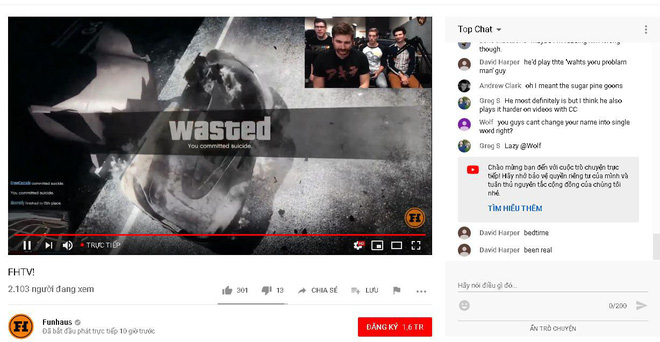 wasted
You committed suicide.
committed suicide.
You committed suicide.
finished in 15th place
TRỰC TIẾP
FHTV!
2.103 người đang xem
301
13
CHIA SẺ
LƯU
Funhaus
Đã bắt đầu phát trực tiếp 10 giờ trước
ĐĂNG KÝ 1,6 TR
Top Chat
though.
David Harper he'd play thte 'wahts yoru problam
man' guy
Andrew Clark oh I meant the sugar pine goons
Greg S He most definitely is but I think he also
plays it harder on videos with CC
Wolf you guys cant change your name into single
word right?
Greg S Lazy @Wolf
Chào mừng bạn đến với cuộc trò chuyện trực
tiếp! Hãy nhớ bảo vệ quyền riêng tư của mình và
tuân thủ nguyên tắc cộng đồng của chúng tôi
nhé.
TÌM HIỂU THÊM
David Harper bedtime
David Harper been real
Hãy nói điều gì đó...
0/200
ẨN TRÒ CHUYỆN